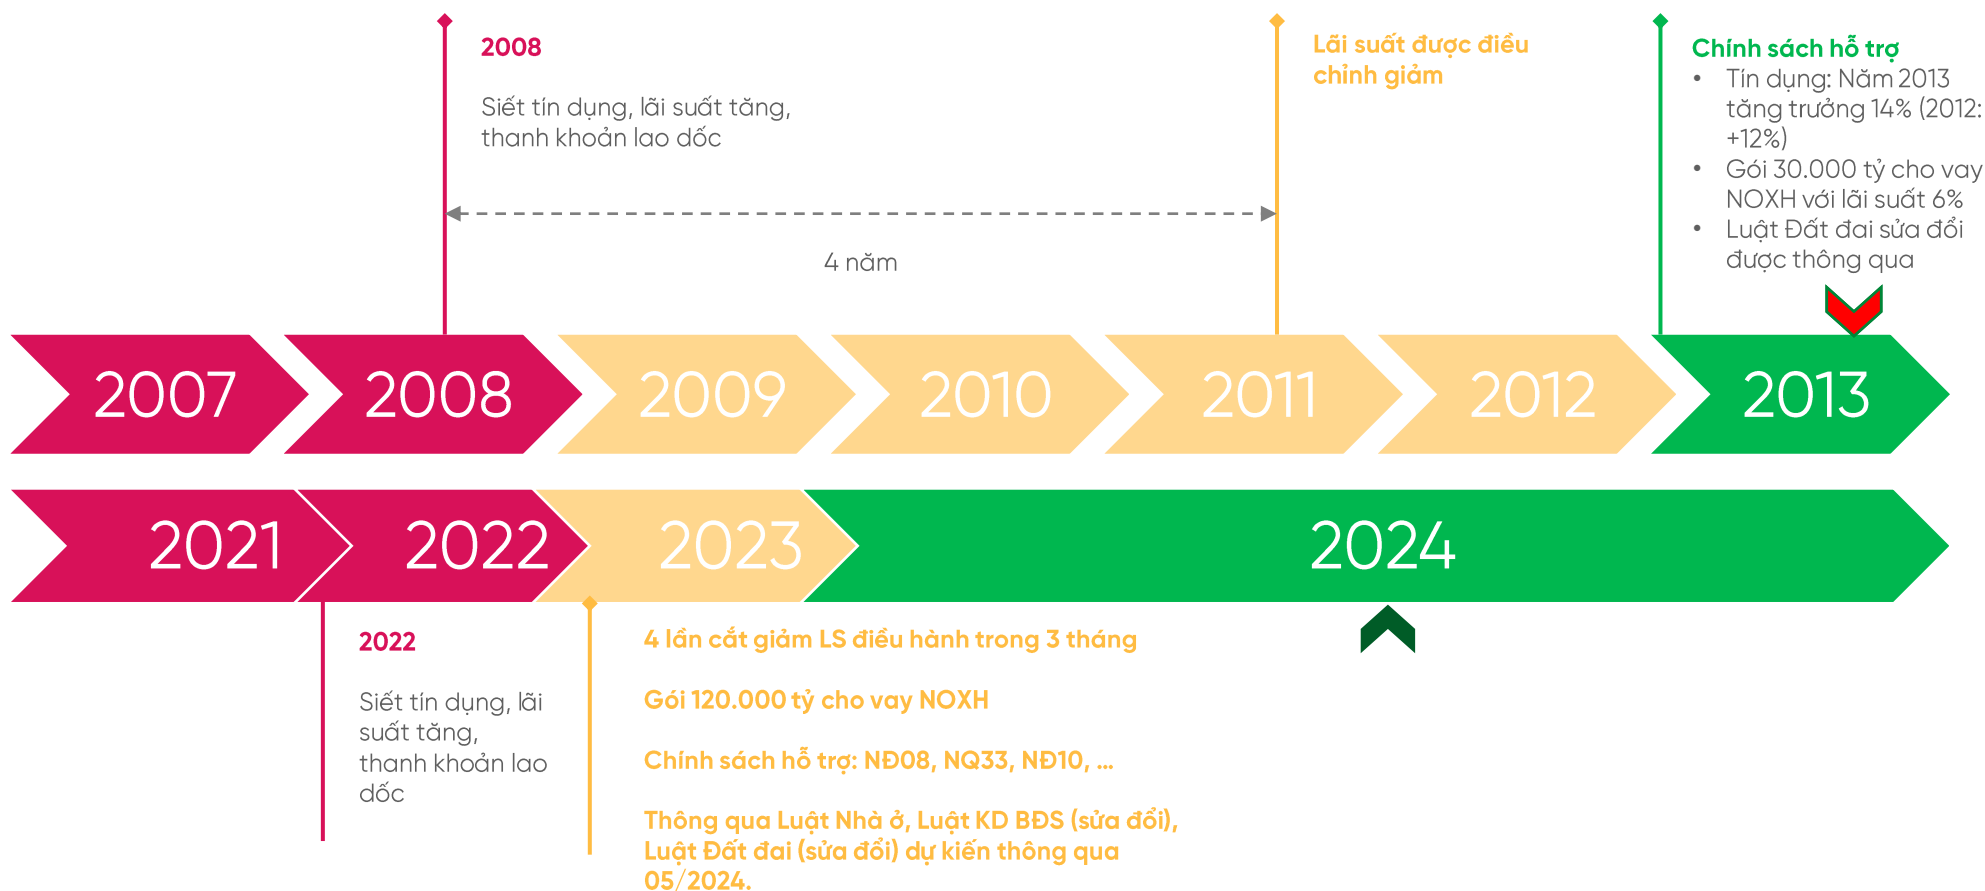 2008
Siết tín dụng, lãi suất tăng,
thanh khoản lao dốc
4 năm
Lãi suất được điều
chỉnh giảm
Chính sách hỗ trợ
• Tín dụng: Năm 2013
tăng trưởng 14% (2012:
+12%)
• Gói 30.000 tỷ cho vay
NOXH với lãi suất 6%
• Luật Đất đai sửa đổi
được thông qua
2007
2008
2009
2010
2011
2012
2013
2021
2022
2023
2024
2022
Siết tín dụng, lãi
suất tăng,
thanh khoản lao
dốc
4 lần cắt giảm LS điều hành trong 3 tháng
Gói 120.000 tỷ cho vay NOXH
Chính sách hỗ trợ: NĐ08, NQ33, NĐ10, ...
Thông qua Luật Nhà ở, Luật KD BĐS (sửa đổi),
Luật Đất đai (sửa đổi) dự kiến thông qua
05/2024.